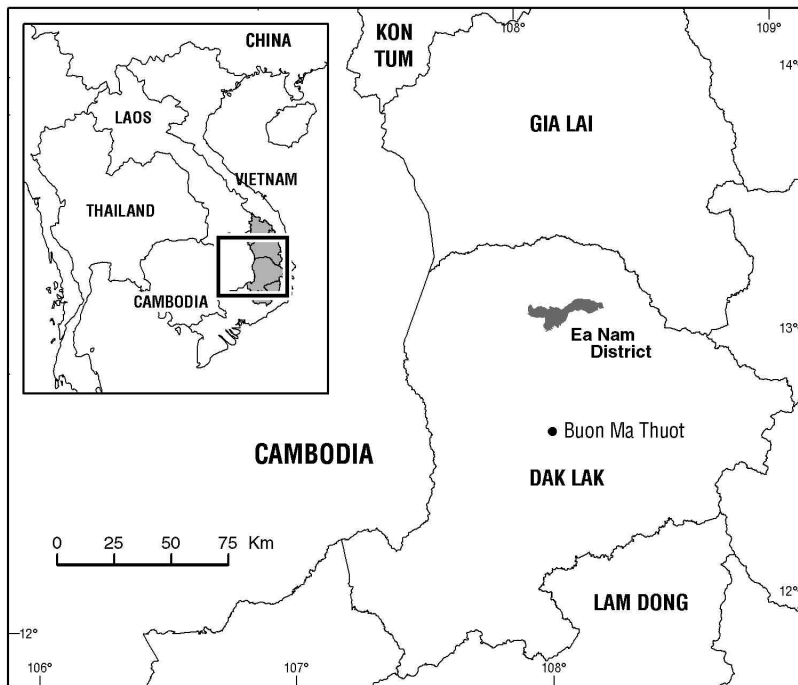 108°
109°
KON
TUM
14°
CHINA
LAOS
GIA LAI
VIETNAM
THAILAND
CAMBODIA
Ea Nam
District
13°
Buon Ma Thuot
CAMBODIA
DAK LAK
0 25 50 75 Km
LAM DONG
12°
12°
106°
107°
108°